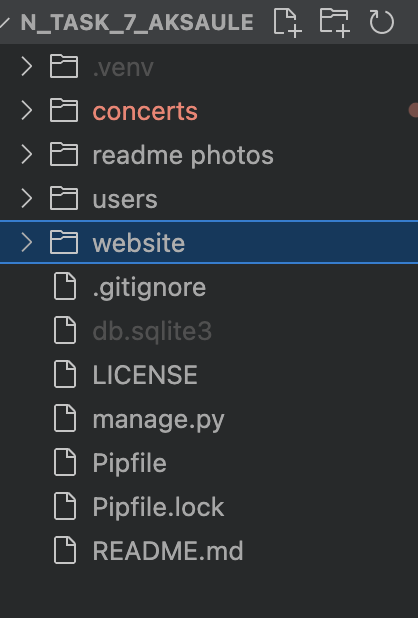 N_TASK_7_AKSAULE
.venv
concerts
readme photos
users
website
.gitignore
db.sqlite3
LICENSE
manage.py
Pipfile
Pipfile.lock
README.md